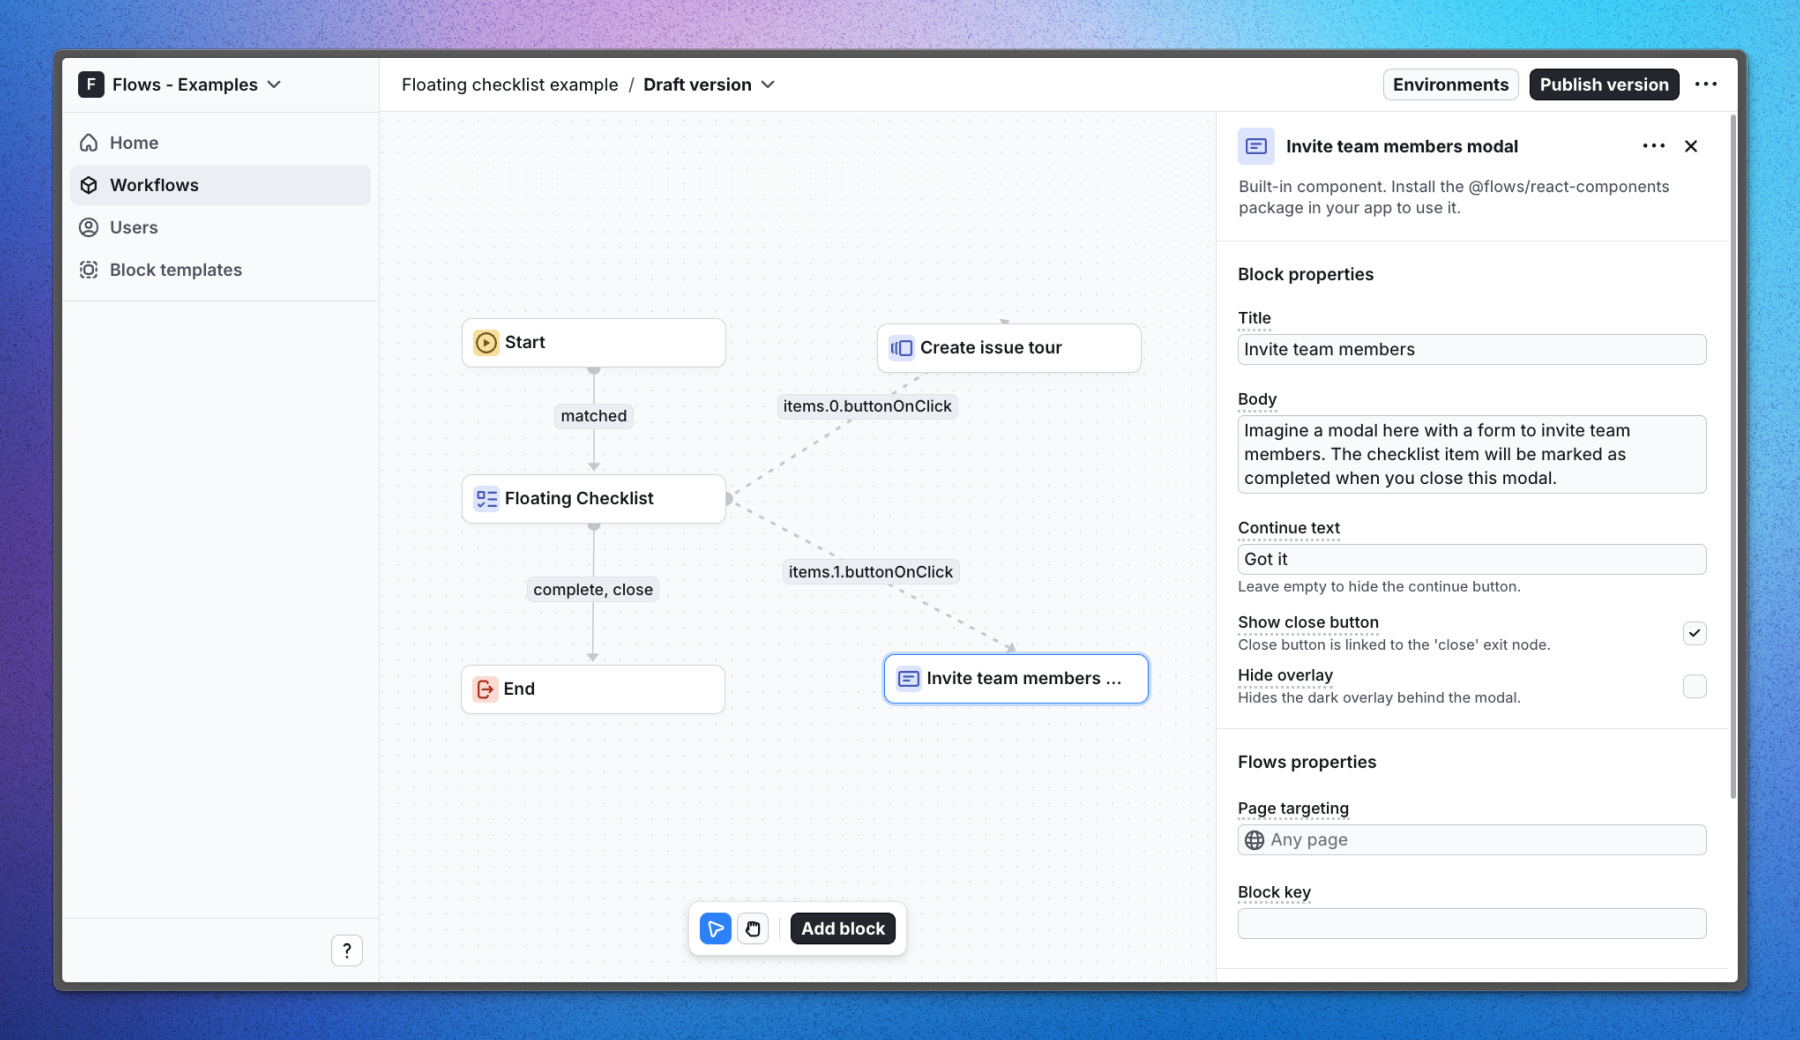 F Flows - Examples
Home
Workflows
Users
Block templates
?
Floating checklist example / Draft version
Environments
Publish version
Start
matched
Floating Checklist
complete, close
End
Create issue tour
items.0.buttonOnClick
items.1.buttonOnClick
Invite team members ...
Add block
Invite team members modal
Built-in component. Install the @flows/react-components
package in your app to use it.
Block properties
Title
Invite team members
Body
Imagine a modal here with a form to invite team
members. The checklist item will be marked as
completed when you close this modal.
Continue text
Got it
Leave empty to hide the continue button.
Show close button
Close button is linked to the 'close' exit node.
Hide overlay
Hides the dark overlay behind the modal.
Flows properties
Page targeting
Any page
Block key